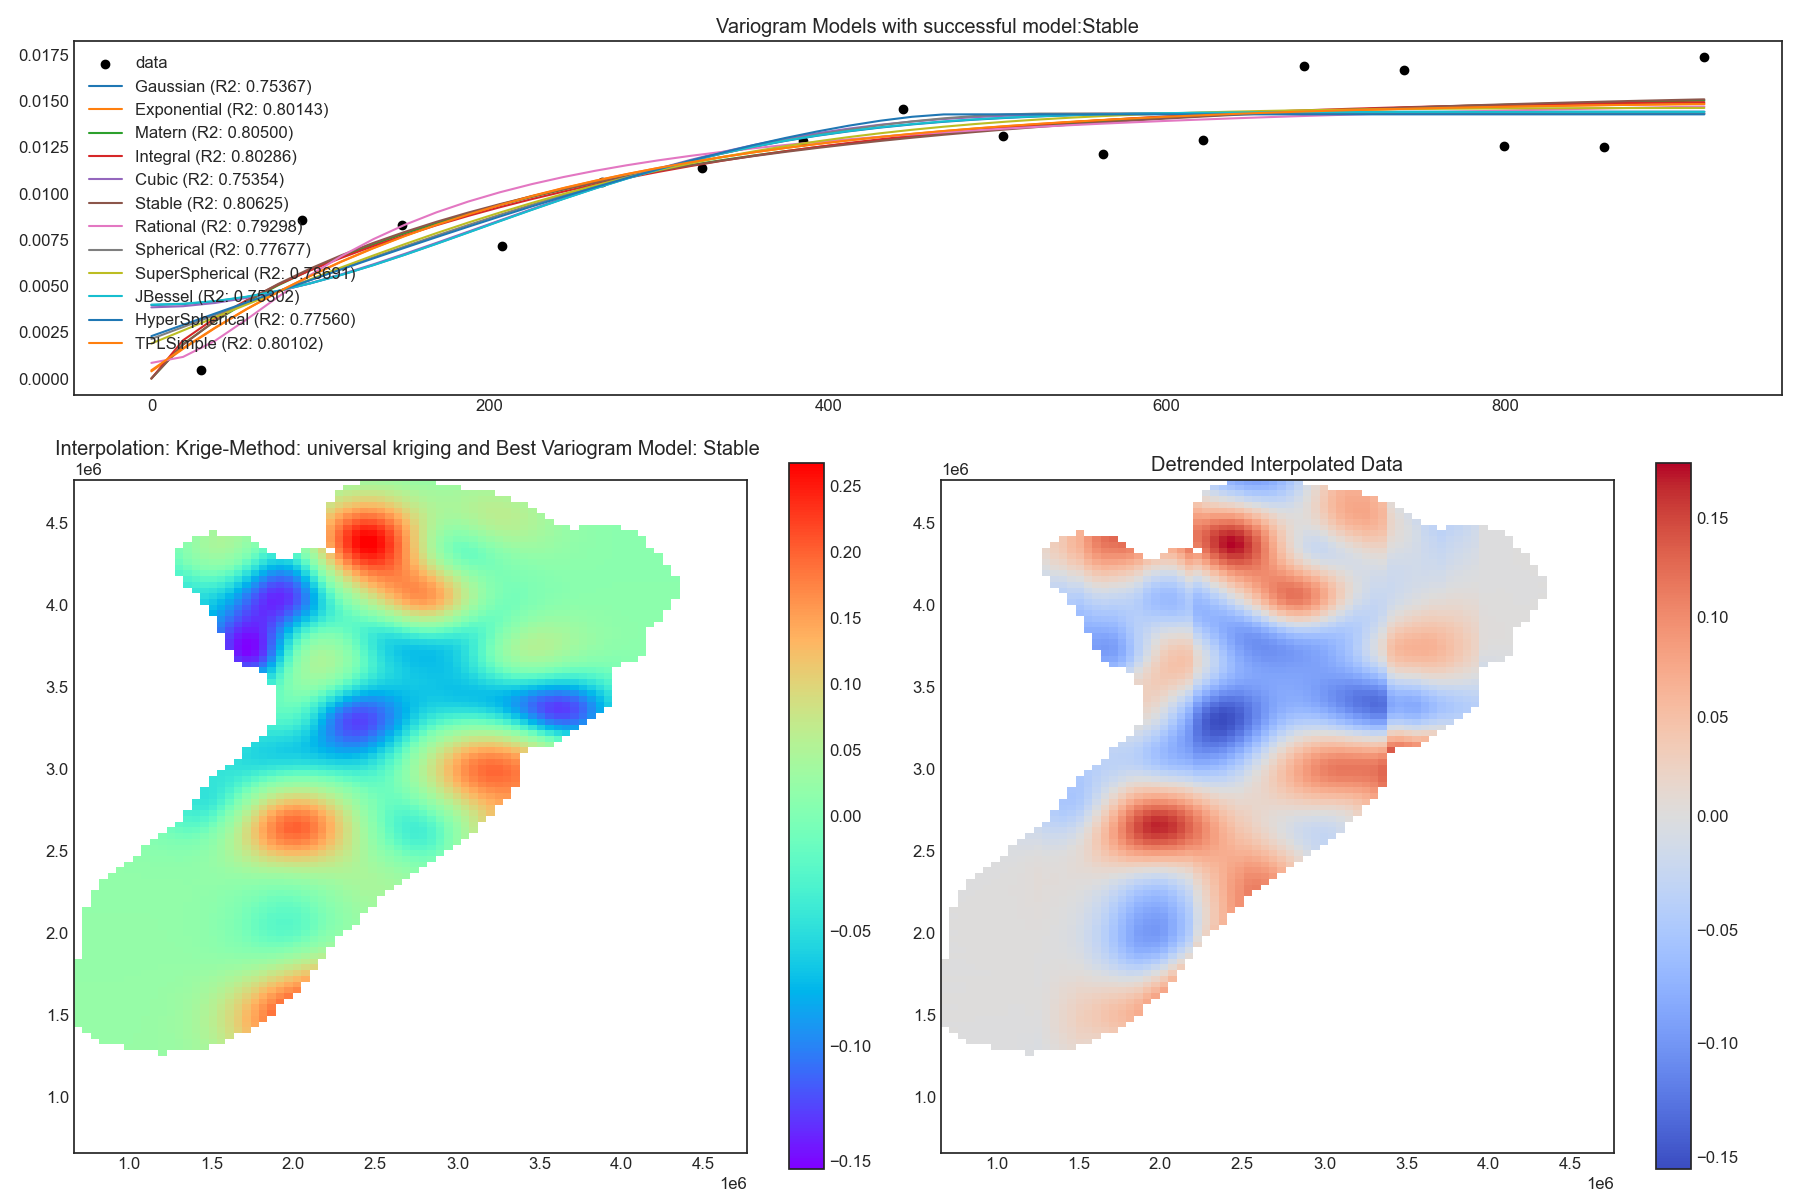 Variogram Models with successful model:Stable
0.0175
0.0150
0.0125
0.0100
0.0075
0.0050
0.0025
0.0000
data
Gaussian (R2: 0.75367)
Exponential (R2: 0.80143)
Matern (R2: 0.80500)
Integral (R2: 0.80286)
Cubic (R2: 0.75354)
Stable (R2: 0.80625)
Rational (R2: 0.79298)
Spherical (R2: 0.77677)
SuperSpherical (R2: 0.78691)
JBessel (R2: 0.75302)
HyperSpherical (R2: 0.77560)
TPLSimple (R2: 0.80102)
0 200 400 600 800
Interpolation: Krige-Method: universal kriging and Best Variogram Model: Stable
1e6
4.5
4.0
3.5
3.0
2.5
2.0
1.5
1.0
1.0 1.5 2.0 2.5 3.0 3.5 4.0 4.5
1e6
0.25
0.20
0.15
0.10
0.05
0.00
−0.05
−0.10
−0.15
Detrended Interpolated Data
1e6
4.5
4.0
3.5
3.0
2.5
2.0
1.5
1.0
1.0 1.5 2.0 2.5 3.0 3.5 4.0 4.5
1e6
0.15
0.10
0.05
0.00
−0.05
−0.10
−0.15